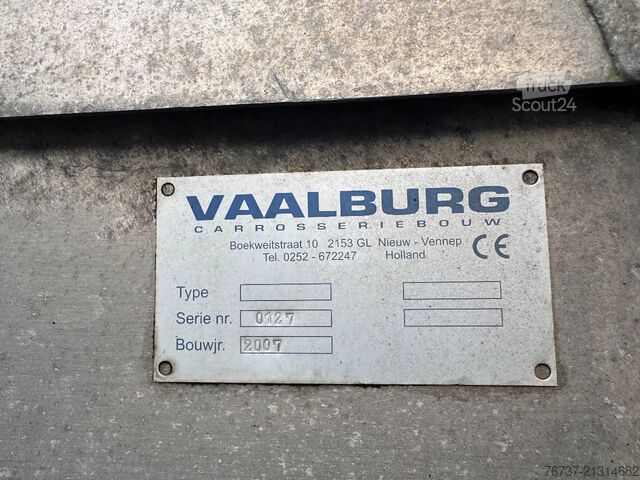 Truck
Scout24
VAALBURG
CARROSSERIEBOUW
Boekweitstraat 10 2153 GL Nieuw - Vennep
Tel. 0252 - 672247 Holland
CE
Type
Serie nr. 0127
Bouwjr. 2007
76737-21314682